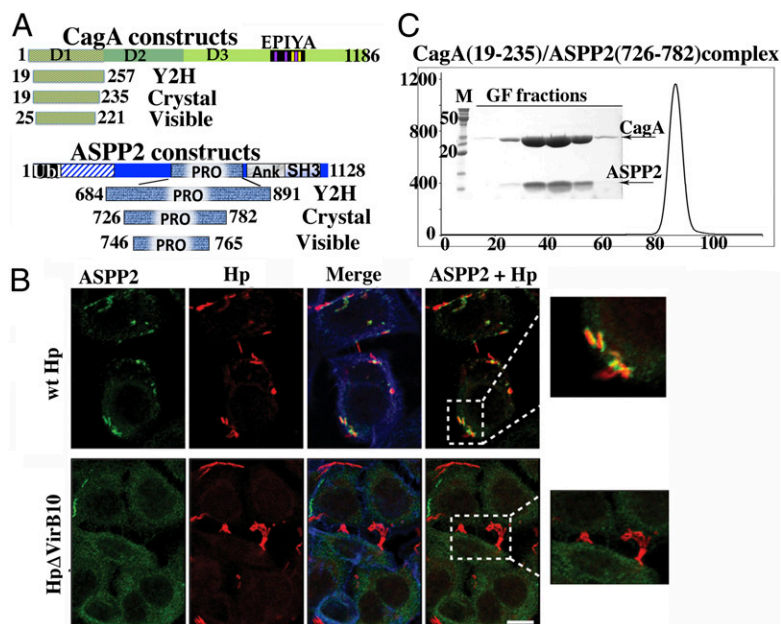 A
CagA constructs
1 D1 D2 D3 EPIYA 1186
19 257 Y2H
19 235 Crystal
25 221 Visible
ASPP2 constructs
1 Ub PRO Ank SH3 1128
684 PRO 891 Y2H
726 PRO 782 Crystal
746 PRO 765 Visible
C
CagA(19-235)/ASPP2(726-782)complex
1200
800
400
0
M GF fractions
50
20
CagA
ASPP2
0 20 40 60 80 100
B
ASPP2 Hp Merge ASPP2 + Hp
wt Hp
HpΔVirB10